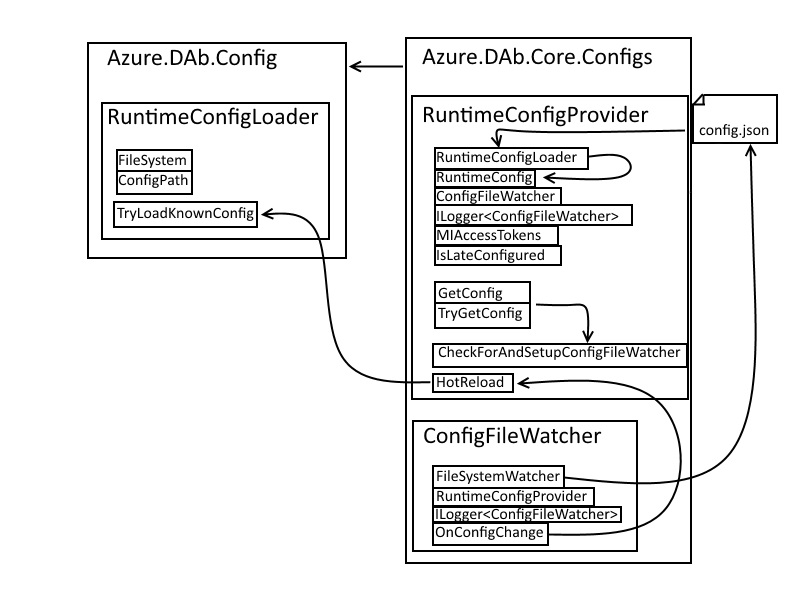 Azure.DAb.Config
RuntimeConfigLoader
FileSystem
ConfigPath
TryLoadKnownConfig
Azure.DAb.Core.Configs
RuntimeConfigProvider
RuntimeConfigLoader
RuntimeConfig
ConfigFileWatcher
ILogger<ConfigFileWatcher>
MIAccessTokens
IsLateConfigured
GetConfig
TryGetConfig
CheckForAndSetupConfigFileWatcher
HotReload
ConfigFileWatcher
FileSystemWatcher
RuntimeConfigProvider
ILogger<ConfigFileWatcher>
OnConfigChange
config.json